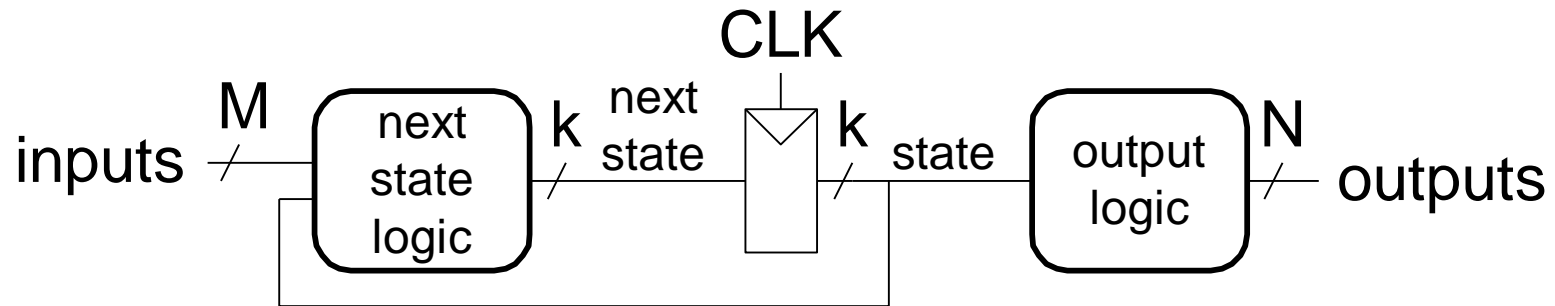 CLK
inputs
M
next
state
logic
k
next
state
k
state
output
logic
N
outputs